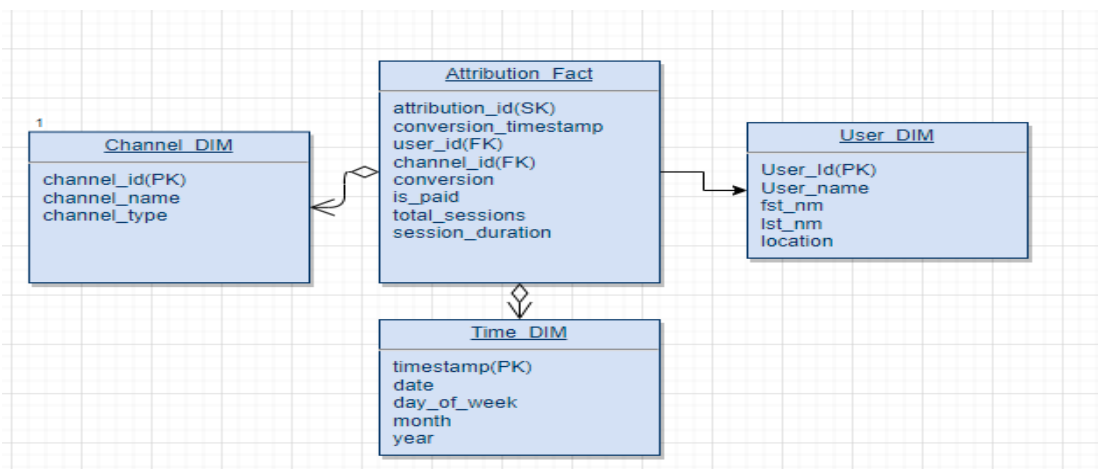 Attribution_Fact
attribution_id(SK)
conversion_timestamp
user_id(FK)
channel_id(FK)
conversion
is_paid
total_sessions
session_duration
1
Channel_DIM
channel_id(PK)
channel_name
channel_type
User_DIM
User_Id(PK)
User_name
fst_nm
lst_nm
location
Time_DIM
timestamp(PK)
date
day_of_week
month
year